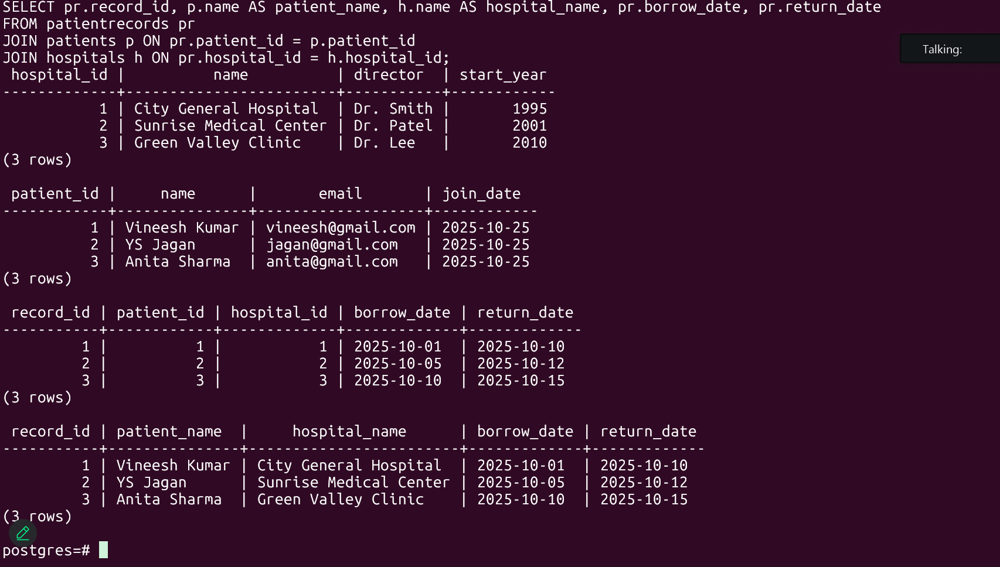 SELECT pr.record_id, p.name AS patient_name, h.name AS hospital_name, pr.borrow_date, pr.return_date
FROM patientrecords pr
JOIN patients p ON pr.patient_id = p.patient_id
JOIN hospitals h ON pr.hospital_id = h.hospital_id;
Talking:
 hospital_id |          name          | director  | start_year
-------------+------------------------+-----------+------------
           1 | City General Hospital  | Dr. Smith |       1995
           2 | Sunrise Medical Center | Dr. Patel |       2001
           3 | Green Valley Clinic    | Dr. Lee   |       2010
(3 rows)
 patient_id |     name      |       email       | join_date
------------+---------------+-------------------+------------
          1 | Vineesh Kumar | vineesh@gmail.com | 2025-10-25
          2 | YS Jagan      | jagan@gmail.com   | 2025-10-25
          3 | Anita Sharma  | anita@gmail.com   | 2025-10-25
(3 rows)
 record_id | patient_id | hospital_id | borrow_date | return_date
-----------+------------+-------------+-------------+-------------
         1 |          1 |           1 | 2025-10-01  | 2025-10-10
         2 |          2 |           2 | 2025-10-05  | 2025-10-12
         3 |          3 |           3 | 2025-10-10  | 2025-10-15
(3 rows)
 record_id | patient_name  |     hospital_name      | borrow_date | return_date
-----------+---------------+------------------------+-------------+-------------
         1 | Vineesh Kumar | City General Hospital  | 2025-10-01  | 2025-10-10
         2 | YS Jagan      | Sunrise Medical Center | 2025-10-05  | 2025-10-12
         3 | Anita Sharma  | Green Valley Clinic    | 2025-10-10  | 2025-10-15
(3 rows)
postgres=#